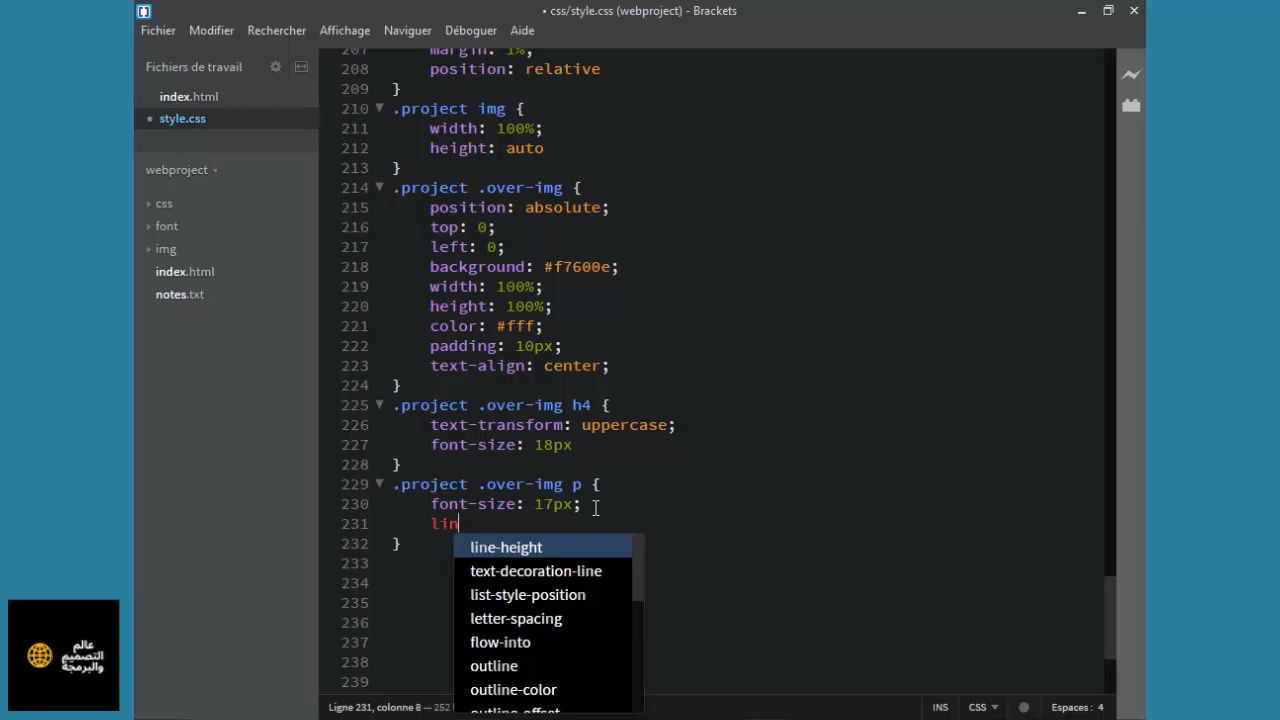 • css/style.css (webproject) - Brackets
Fichier Modifier Rechercher Affichage Naviguer Déboguer Aide
Fichiers de travail
index.html
• style.css
webproject
css
font
img
index.html
notes.txt
207 margin: 1%;
208 position: relative
209 }
210 .project img {
211 width: 100%;
212 height: auto
213 }
214 .project .over-img {
215 position: absolute;
216 top: 0;
217 left: 0;
218 background: #f7600e;
219 width: 100%;
220 height: 100%;
221 color: #fff;
222 padding: 10px;
223 text-align: center;
224 }
225 .project .over-img h4 {
226 text-transform: uppercase;
227 font-size: 18px
228 }
229 .project .over-img p {
230 font-size: 17px;
231 lin
232 }
233
234
235
236
237
238
239
line-height
text-decoration-line
list-style-position
letter-spacing
flow-into
outline
outline-color
outline-offset
Ligne 231, colonne 8 — 252
INS CSS Espaces : 4
عالم
التصميم
والبرمجة